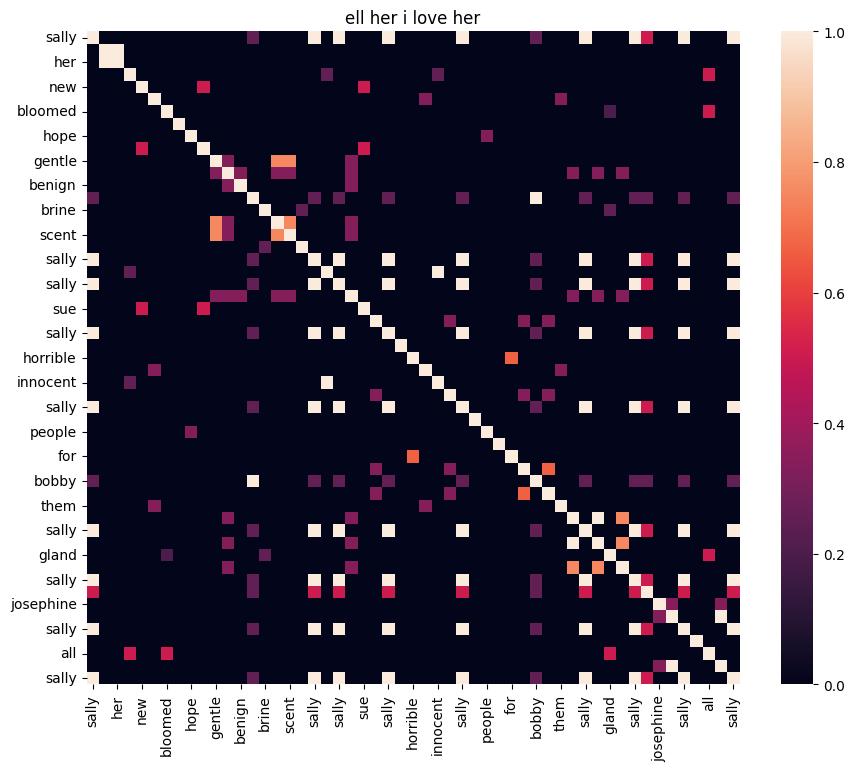 ell her i love her
sally
her
new
bloomed
hope
gentle
benign
brine
scent
sally
sally
sue
sally
horrible
innocent
sally
people
for
bobby
them
sally
gland
sally
josephine
sally
all
sally
1.0
0.8
0.6
0.4
0.2
0.0
sally
her
new
bloomed
hope
gentle
benign
brine
scent
sally
sally
sue
sally
horrible
innocent
sally
people
for
bobby
them
sally
gland
sally
josephine
sally
all
sally